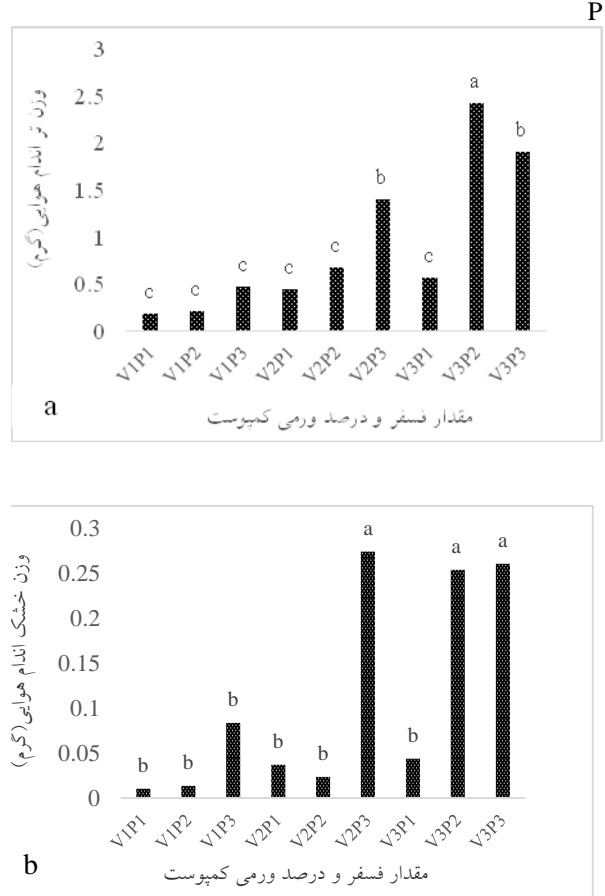 P
وزن تر اندام هوایی(گرم)
3
2.5
2
1.5
1
0.5
0
c
c
c
c
c
b
c
a
b
V1P1
V1P2
V1P3
V2P1
V2P2
V2P3
V3P1
V3P2
V3P3
مقدار فسفر و درصد ورمی کمپوست
a
وزن خشک اندام هوایی(گرم)
0.3
0.25
0.2
0.15
0.1
0.05
0
b
b
b
b
b
a
b
a
a
V1P1
V1P2
V1P3
V2P1
V2P2
V2P3
V3P1
V3P2
V3P3
مقدار فسفر و درصد ورمی کمپوست
b